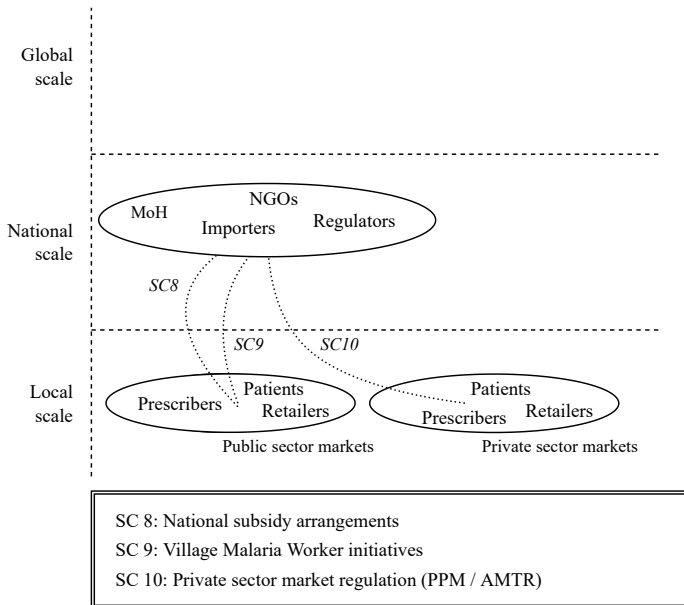 Global
scale
NGOs
MoH
Importers
Regulators
National
scale
SC8
SC9
SC10
Local
scale
Patients
Prescribers
Retailers
Public sector markets
Patients
Prescribers
Retailers
Private sector markets
SC 8: National subsidy arrangements
SC 9: Village Malaria Worker initiatives
SC 10: Private sector market regulation (PPM / AMTR)